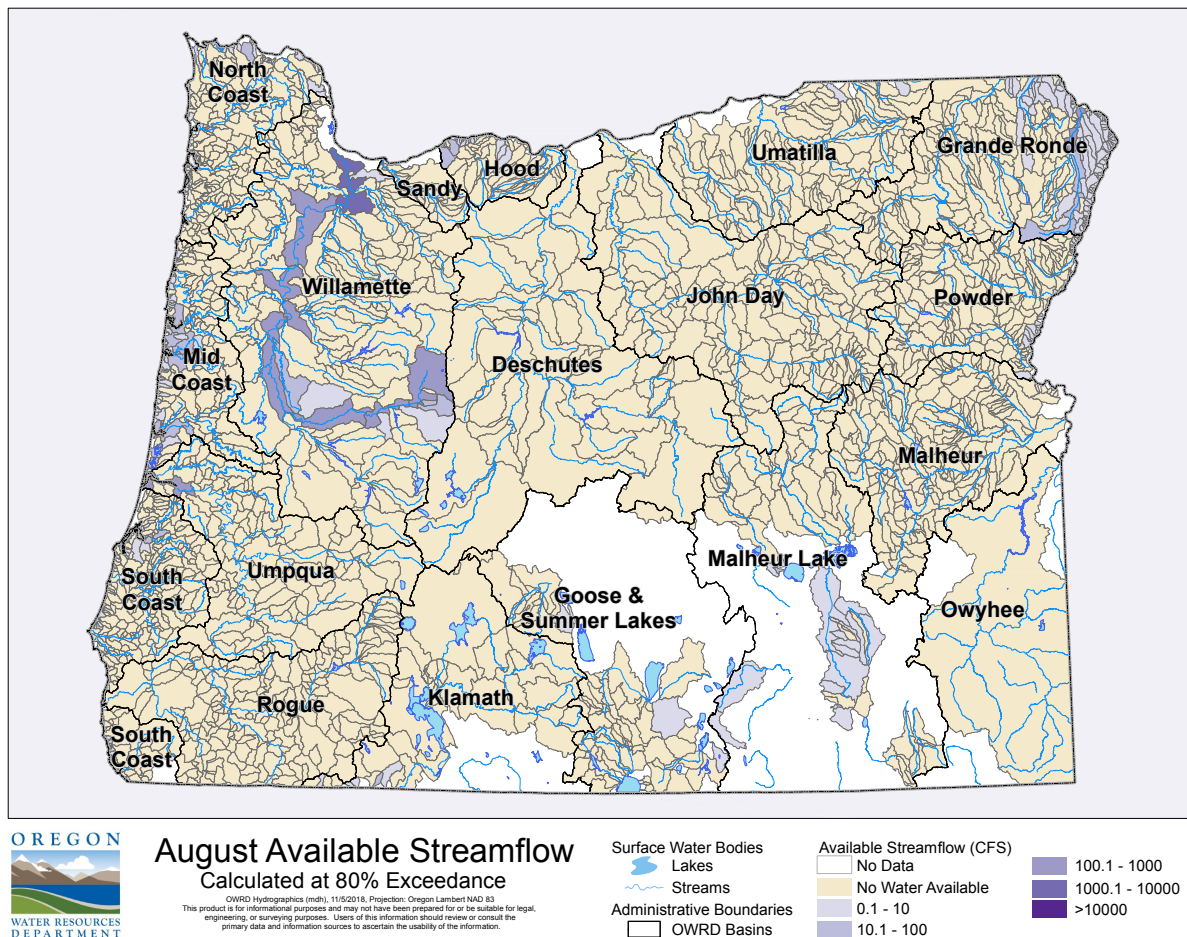 North
Coast
Sandy
Hood
Umatilla
Grande Ronde
Willamette
John Day
Powder
Mid
Coast
Deschutes
Malheur
South
Coast
Umpqua
Malheur Lake
Goose &
Summer Lakes
Owyhee
Rogue
Klamath
South
Coast
OREGON
WATER RESOURCES
DEPARTMENT
August Available Streamflow
Calculated at 80% Exceedance
OWRD Hydrographics (mdh), 11/5/2018, Projection: Oregon Lambert NAD 83
This product is for informational purposes and may not have been prepared for or be suitable for legal,
engineering, or surveying purposes. Users of this information should review or consult the
primary data and information sources to ascertain the usability of the information.
Surface Water Bodies
Lakes
Streams
Administrative Boundaries
OWRD Basins
Available Streamflow (CFS)
No Data
No Water Available
0.1 - 10
10.1 - 100
100.1 - 1000
1000.1 - 10000
>10000